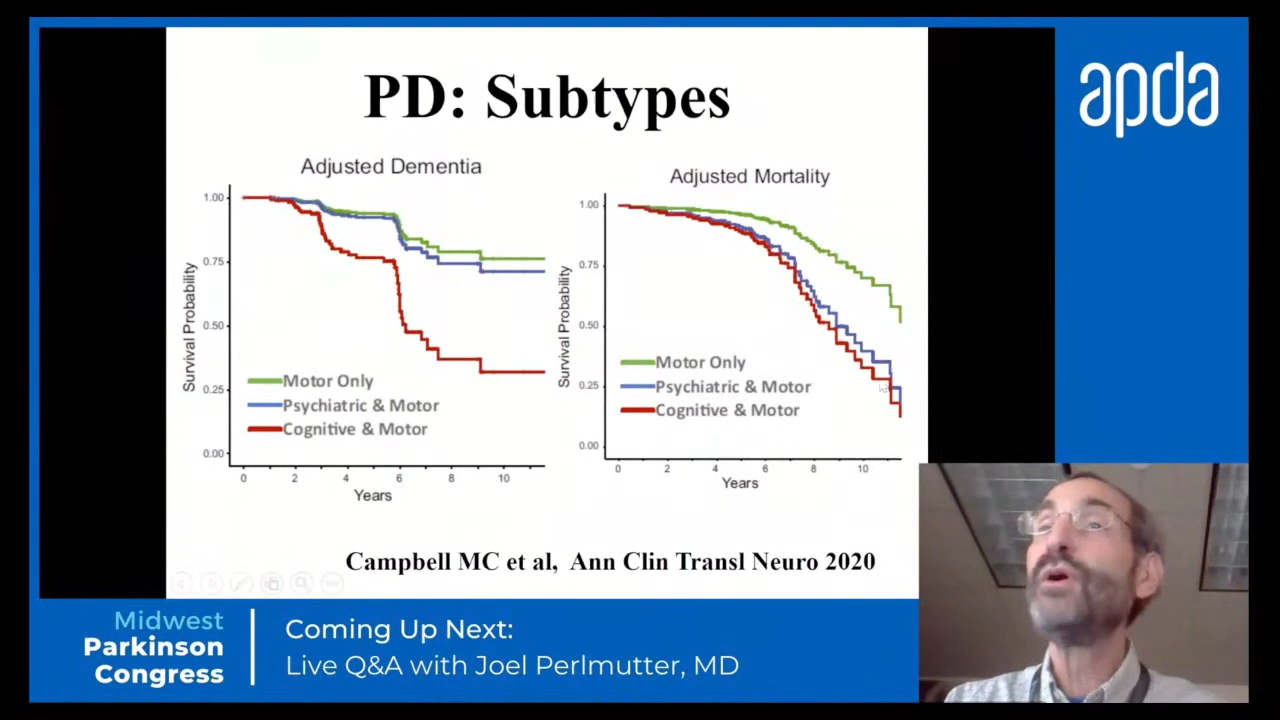 PD: Subtypes
apda
Adjusted Dementia
1.00
0.75
0.50
0.25
0.00
Survival Probability
Motor Only
Psychiatric & Motor
Cognitive & Motor
0
2
4
6
8
10
Years
Adjusted Mortality
1.00
0.75
0.50
0.25
0.00
Survival Probability
Motor Only
Psychiatric & Motor
Cognitive & Motor
0
2
4
6
8
10
Years
Campbell MC et al, Ann Clin Transl Neuro 2020
Midwest
Parkinson
Congress
Coming Up Next:
Live Q&A with Joel Perlmutter, MD